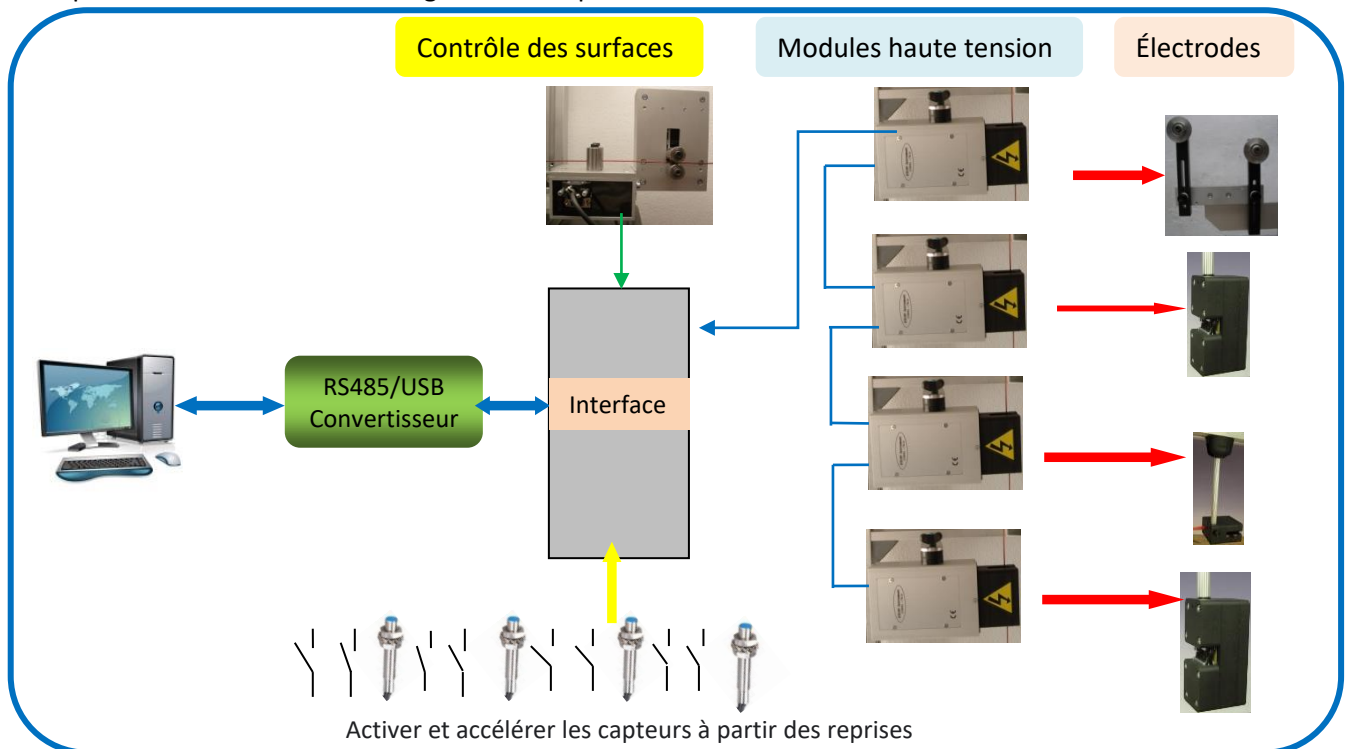 Contrôle des surfaces
Modules haute tension
Électrodes
RS485/USB
Convertisseur
Interface
Activer et accélérer les capteurs à partir des reprises